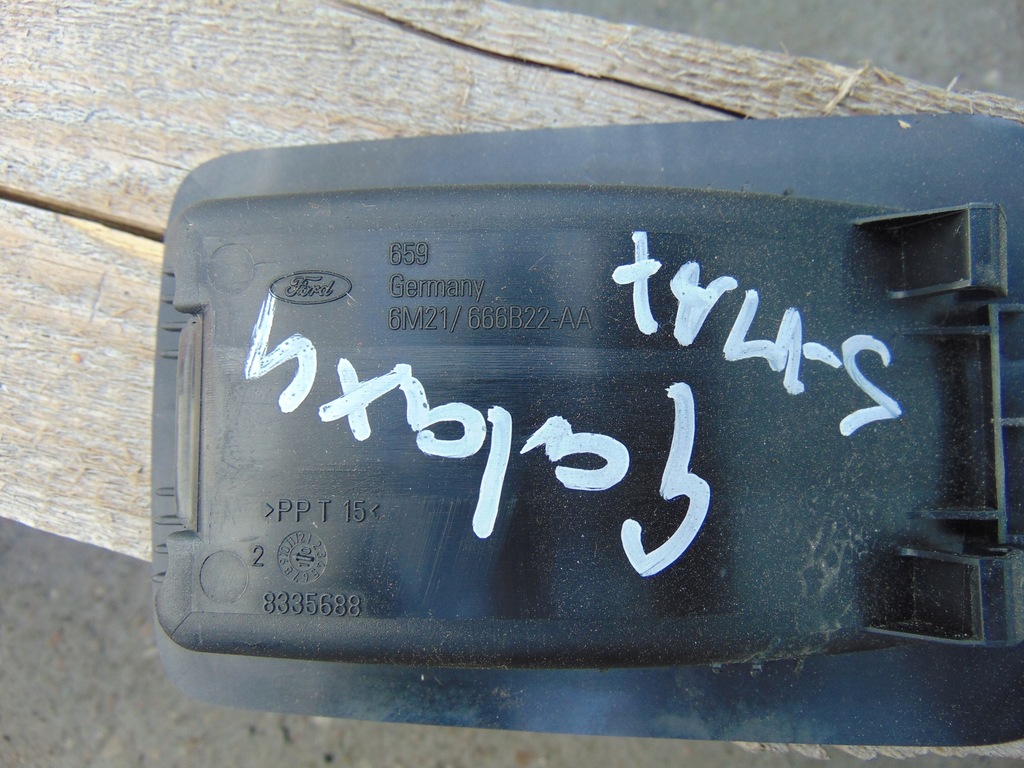 Ford
659
Germany
6M21/ 666B22-AA
>PPT 15<
2
8335688
Galaxy